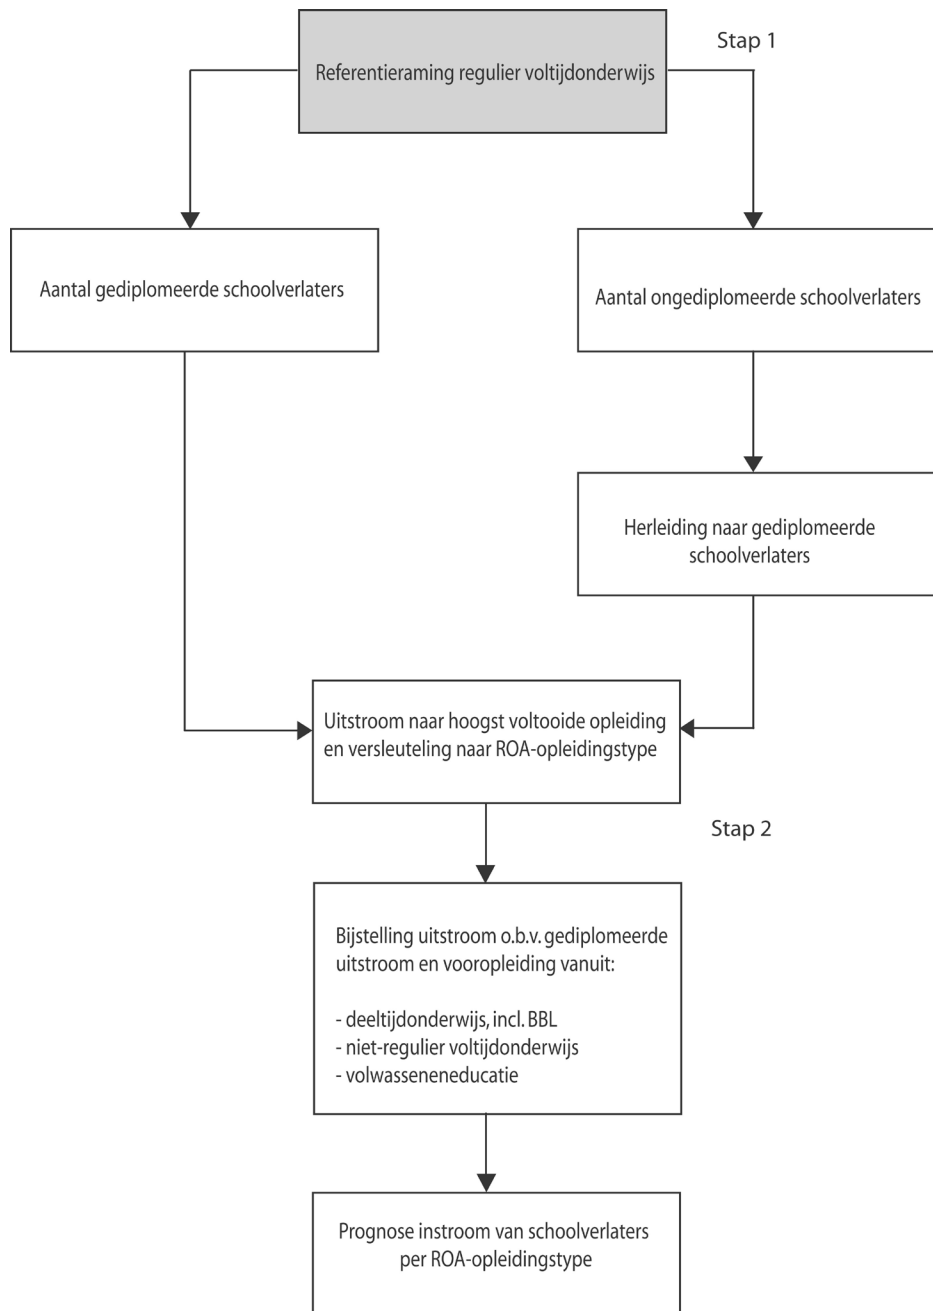 Stap 1
Referentieraming regulier voltijdonderwijs
Aantal gediplomeerde schoolverlaters
Aantal ongediplomeerde schoolverlaters
Herleiding naar gediplomeerde
schoolverlaters
Uitstroom naar hoogst voltooide opleiding
en versleuteling naar ROA-opleidingstype
Stap 2
Bijstelling uitstroom o.b.v. gediplomeerde
uitstroom en vooropleiding vanuit:
- deeltijdonderwijs, incl. BBL
- niet-regulier voltijdonderwijs
- volwasseneneducatie
Prognose instroom van schoolverlaters
per ROA-opleidingstype